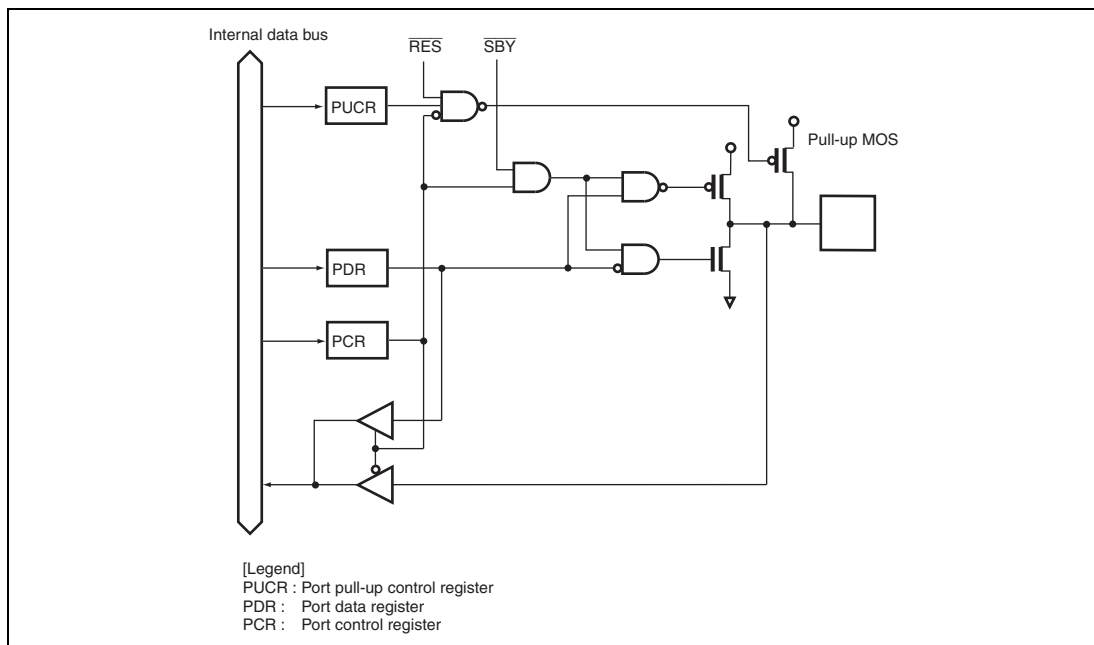 Internal data bus
RES
SBY
PUCR
Pull-up MOS
PDR
PCR
[Legend]
PUCR : Port pull-up control register
PDR : Port data register
PCR : Port control register